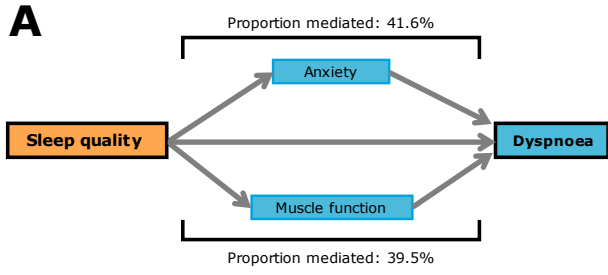 A
Proportion mediated: 41.6%
Anxiety
Sleep quality
Dyspnoea
Muscle function
Proportion mediated: 39.5%